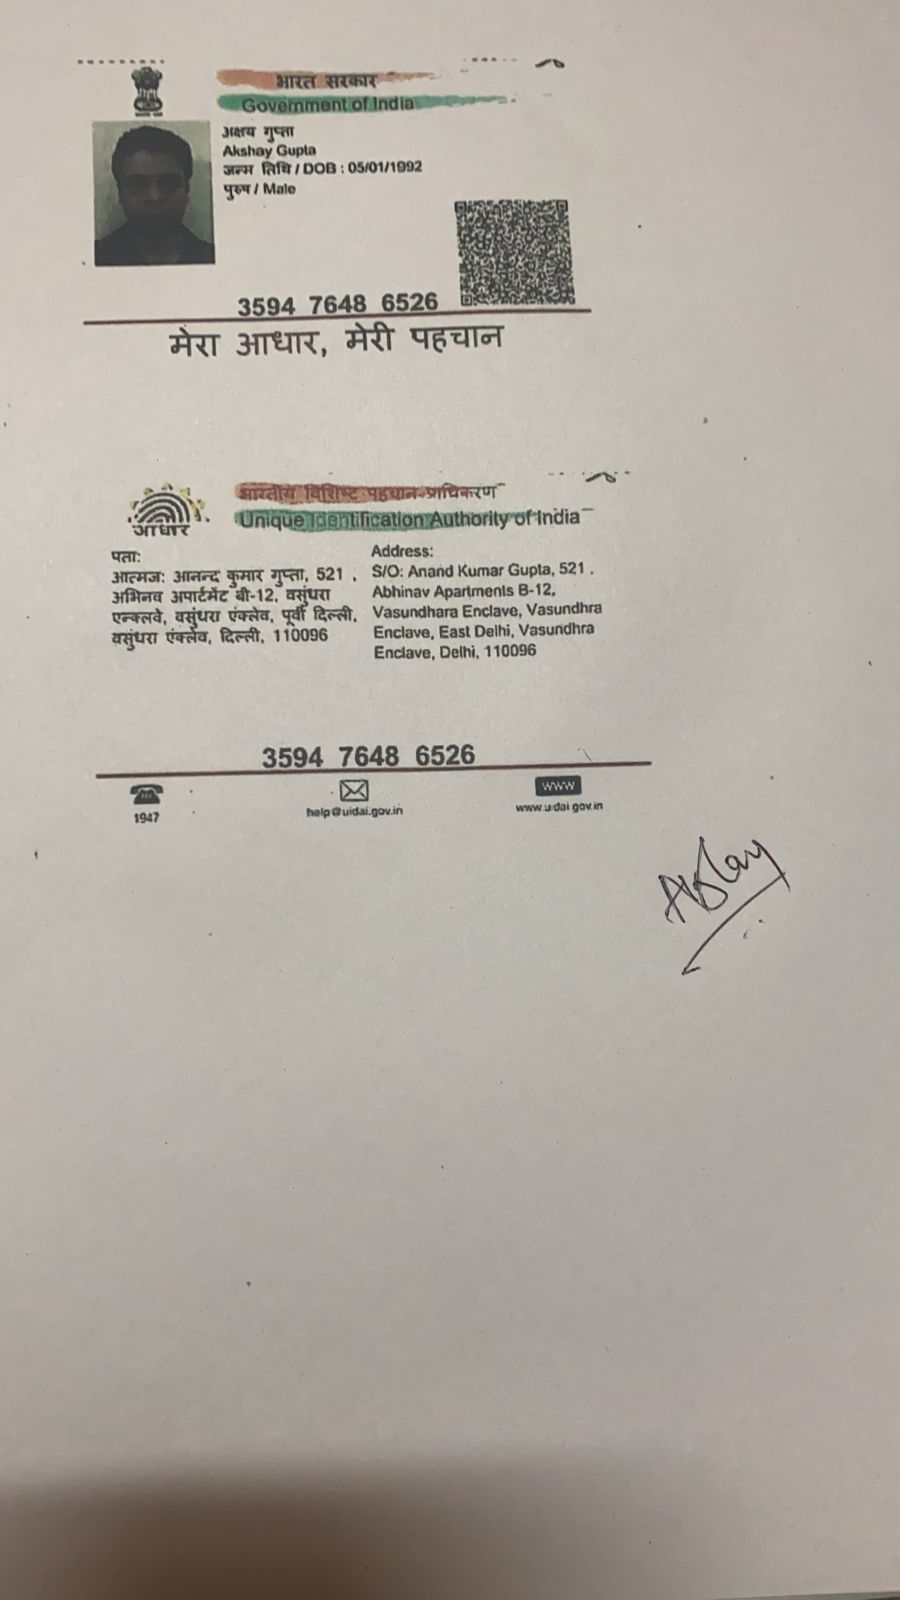 भारत सरकार
Government of India
अक्षय गुप्ता
Akshay Gupta
जन्म तिथि / DOB : 05/01/1992
पुरुष / Male
3594 7648 6526
मेरा आधार, मेरी पहचान
भारतीय विशिष्ट पहचान प्राधिकरण
Unique Identification Authority of India
आधार
पता:
आत्मज: आनन्द कुमार गुप्ता, 521 ,
अभिनव अपार्टमेंट बी-12, वसुंधरा
एन्क्लवे, वसुंधरा एंक्लेव, पूर्वी दिल्ली,
वसुंधरा एंक्लेव, दिल्ली, 110096
Address:
S/O: Anand Kumar Gupta, 521 ,
Abhinav Apartments B-12,
Vasundhara Enclave, Vasundhra
Enclave, East Delhi, Vasundhra
Enclave, Delhi, 110096
3594 7648 6526
1947
help@uidai.gov.in
www
www.uidai.gov.in